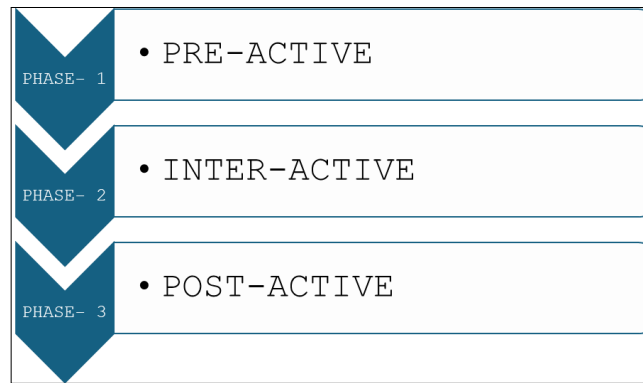 PHASE- 1
• PRE-ACTIVE
PHASE- 2
• INTER-ACTIVE
PHASE- 3
• POST-ACTIVE